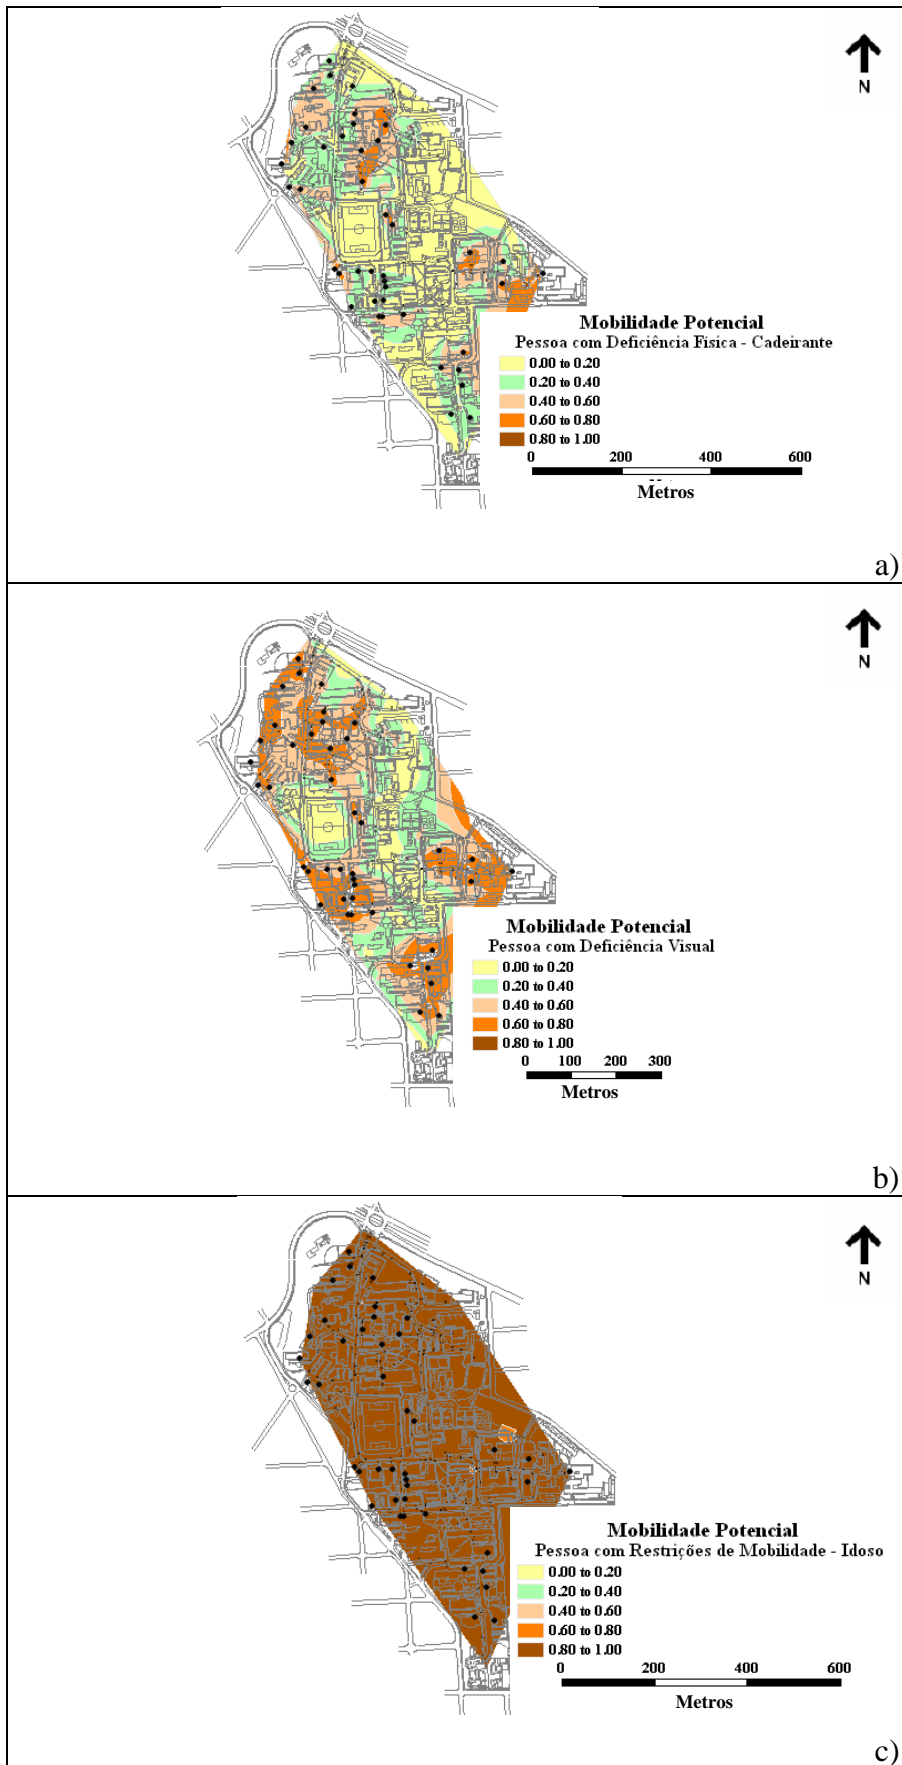 N
Mobilidade Potencial
Pessoa com Deficiência Física - Cadeirante
0.00 to 0.20
0.20 to 0.40
0.40 to 0.60
0.60 to 0.80
0.80 to 1.00
0 200 400 600
Metros
a)
N
Mobilidade Potencial
Pessoa com Deficiência Visual
0.00 to 0.20
0.20 to 0.40
0.40 to 0.60
0.60 to 0.80
0.80 to 1.00
0 100 200 300
Metros
b)
N
Mobilidade Potencial
Pessoa com Restrições de Mobilidade - Idoso
0.00 to 0.20
0.20 to 0.40
0.40 to 0.60
0.60 to 0.80
0.80 to 1.00
0 200 400 600
Metros
c)